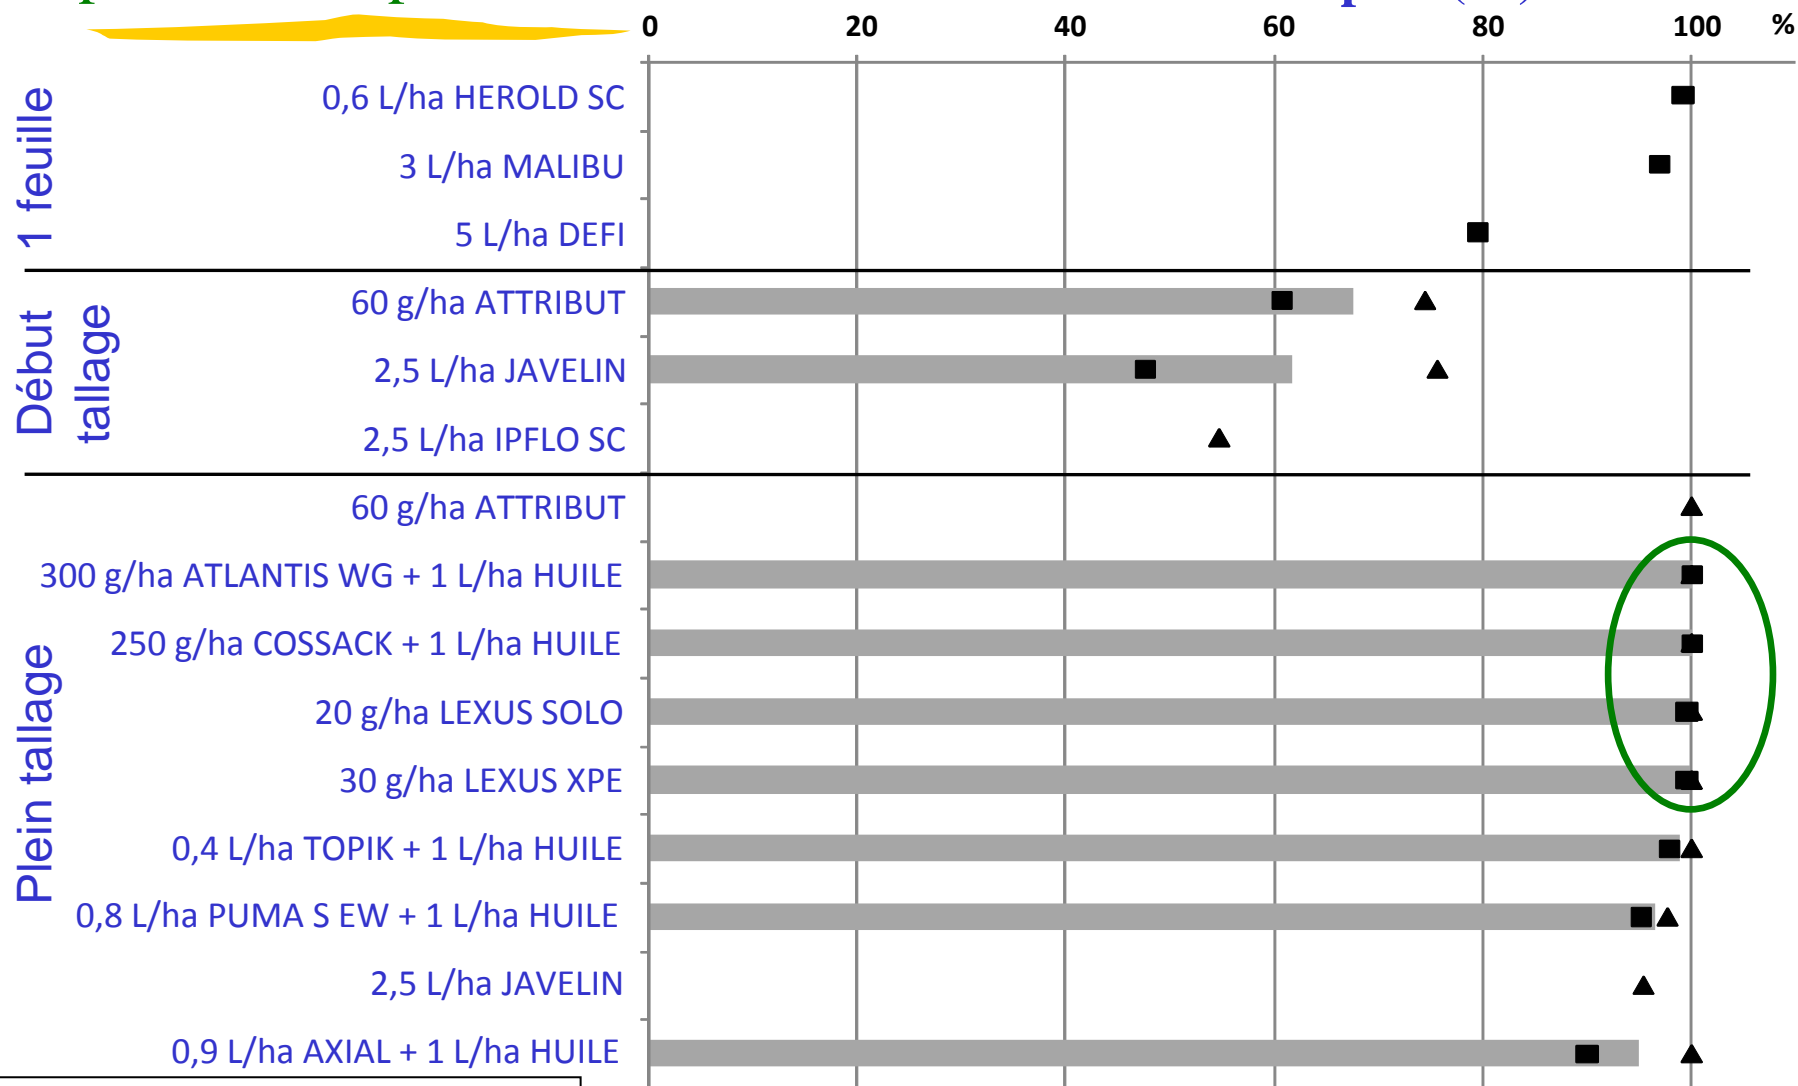 0 20 40 60 80 100 %
1 feuille
0,6 L/ha HEROLD SC
3 L/ha MALIBU
5 L/ha DEFI
Début
tallage
60 g/ha ATTRIBUT
2,5 L/ha JAVELIN
2,5 L/ha IPFLO SC
Plein tallage
60 g/ha ATTRIBUT
300 g/ha ATLANTIS WG + 1 L/ha HUILE
250 g/ha COSSACK + 1 L/ha HUILE
20 g/ha LEXUS SOLO
30 g/ha LEXUS XPE
0,4 L/ha TOPIK + 1 L/ha HUILE
0,8 L/ha PUMA S EW + 1 L/ha HUILE
2,5 L/ha JAVELIN
0,9 L/ha AXIAL + 1 L/ha HUILE